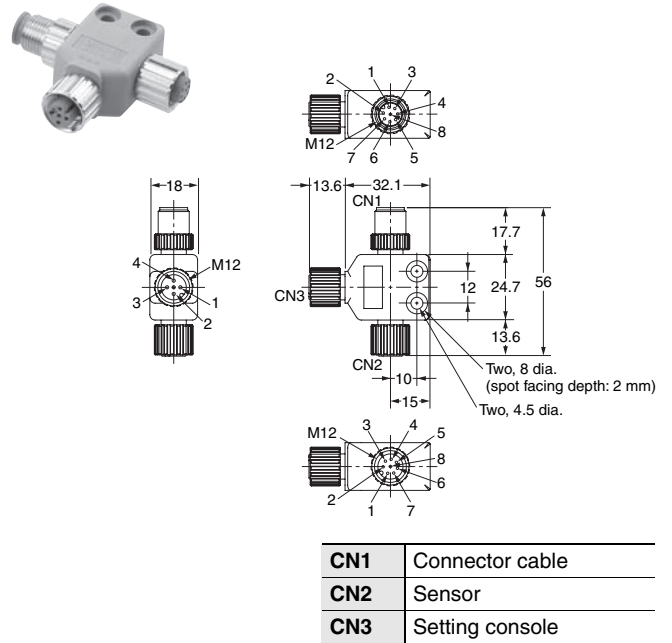 1 3
2
4
M12
8
7
6 5
18
13.6 32.1
CN1
17.7
4
M12
12 24.7 56
CN3
3 1
2
13.6
CN2
Two, 8 dia.
(spot facing depth: 2 mm)
10
Two, 4.5 dia.
15
M12 3 4
5
8
6
2
1 7
CN1 Connector cable
CN2 Sensor
CN3 Setting console